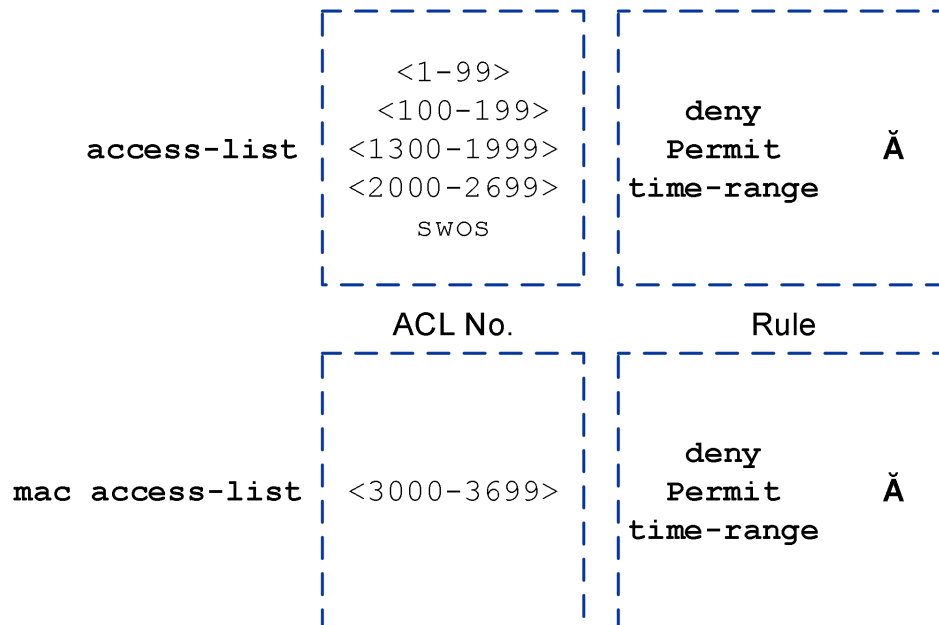 <1-99>
<100-199> deny
access-list <1300-1999> Permit Ă
<2000-2699> time-range
swos
ACL No. Rule
deny
mac access-list <3000-3699> Permit Ă
time-range